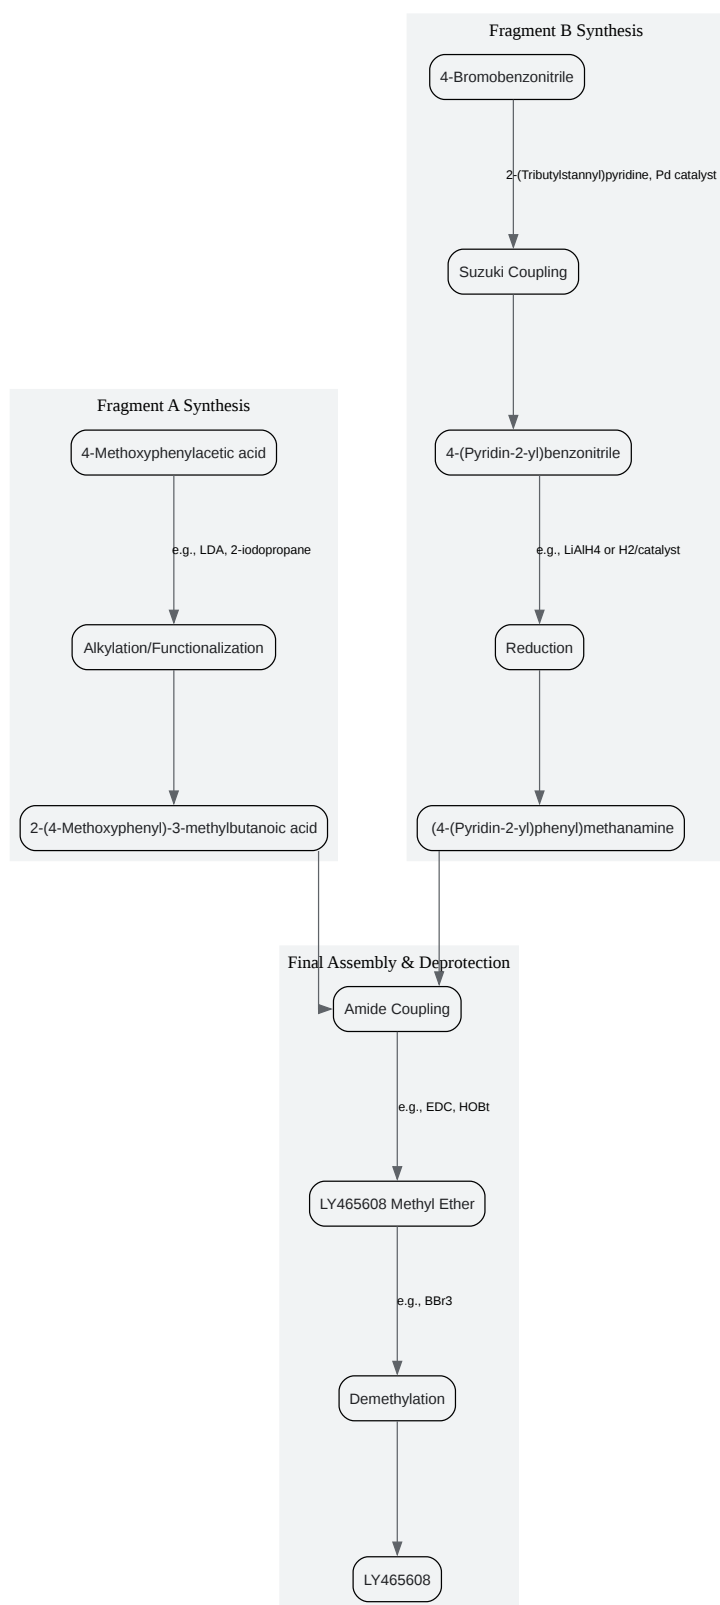 Fragment B Synthesis
4-Bromobenzonitrile
2-(Tributylstannyl)pyridine, Pd catalyst
Suzuki Coupling
Fragment A Synthesis
4-Methoxyphenylacetic acid
4-(Pyridin-2-yl)benzonitrile
e.g., LDA, 2-iodopropane
e.g., LiAlH4 or H2/catalyst
Alkylation/Functionalization
Reduction
2-(4-Methoxyphenyl)-3-methylbutanoic acid
(4-(Pyridin-2-yl)phenyl)methanamine
Final Assembly & Deprotection
Amide Coupling
e.g., EDC, HOBt
LY465608 Methyl Ether
e.g., BBr3
Demethylation
LY465608